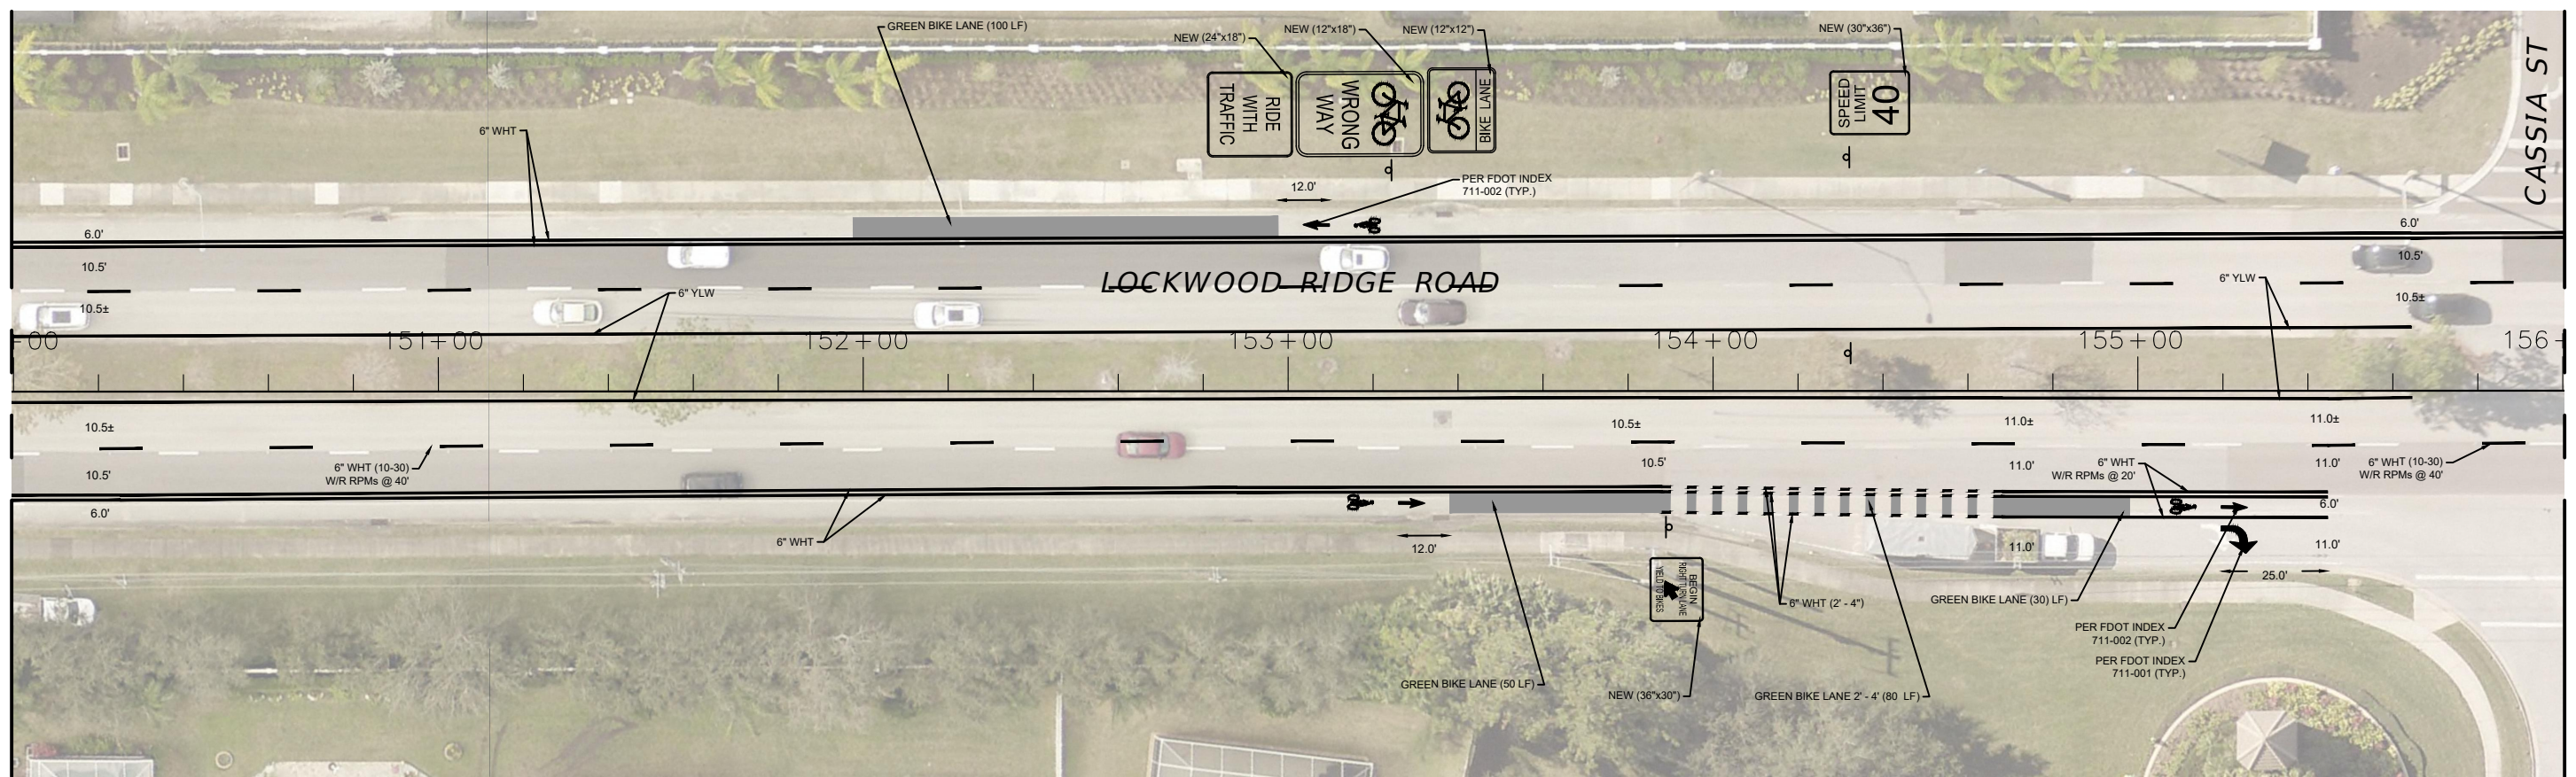 GREEN BIKE LANE (100 LF)
NEW (24"x18")
NEW (12"x18")
NEW (12"x12")
NEW (30"x36")
CASSIA ST
RIDE
WITH
TRAFFIC
WRONG
WAY
BIKE LANE
SPEED
LIMIT
40
6" WHT
12.0'
PER FDOT INDEX
711-002 (TYP.)
6.0'
6.0'
10.5'
10.5'
LOCKWOOD RIDGE ROAD
6" YLW
6" YLW
10.5±
10.5±
+00
151+00
152+00
153+00
154+00
155+00
156+
10.5±
10.5±
11.0±
11.0±
6" WHT (10-30)
W/R RPMs @ 40'
10.5'
10.5'
11.0'
6" WHT
W/R RPMs @ 20'
11.0'
6" WHT (10-30)
W/R RPMs @ 40'
6.0'
6.0'
6" WHT
12.0'
11.0'
11.0'
25.0'
BEGIN
RIGHT TURN LANE
YIELD TO BIKES
6" WHT (2' - 4")
GREEN BIKE LANE (30) LF)
PER FDOT INDEX
711-002 (TYP.)
PER FDOT INDEX
711-001 (TYP.)
GREEN BIKE LANE (50 LF)
NEW (36"x30")
GREEN BIKE LANE 2' - 4' (80 LF)